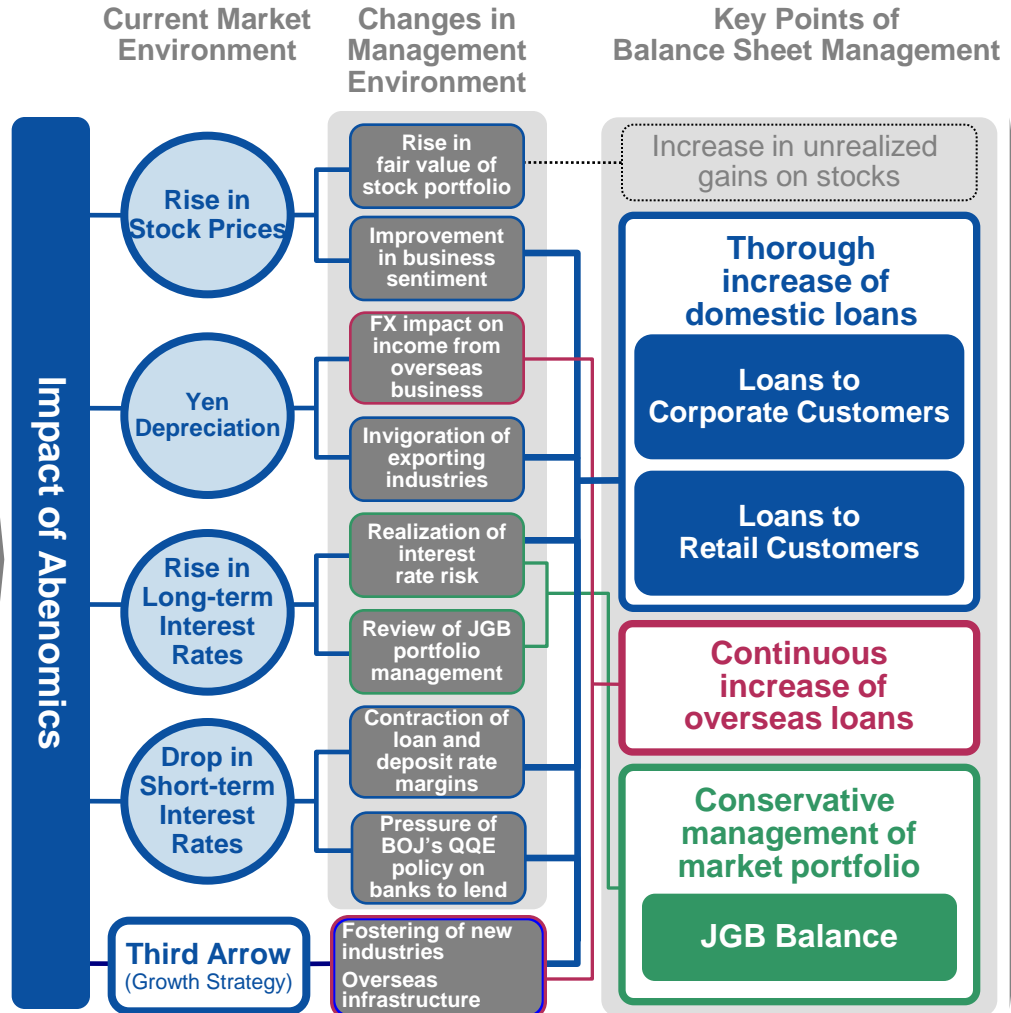 Current Market
Environment
Changes in
Management
Environment
Key Points of
Balance Sheet Management
Impact of Abenomics
Rise in
Stock Prices
Rise in
fair value of
stock portfolio
Improvement
in business
sentiment
Yen
Depreciation
FX impact on
income from
overseas
business
Invigoration of
exporting
industries
Rise in
Long-term
Interest
Rates
Realization of
interest
rate risk
Review of JGB
portfolio
management
Drop in
Short-term
Interest
Rates
Contraction of
loan and
deposit rate
margins
Pressure of
BOJ's QQE
policy on
banks to lend
Third Arrow
(Growth Strategy)
Fostering of new
industries
Overseas
infrastructure
Increase in unrealized
gains on stocks
Thorough
increase of
domestic loans
Loans to
Corporate Customers
Loans to
Retail Customers
Continuous
increase of
overseas loans
Conservative
management of
market portfolio
JGB Balance